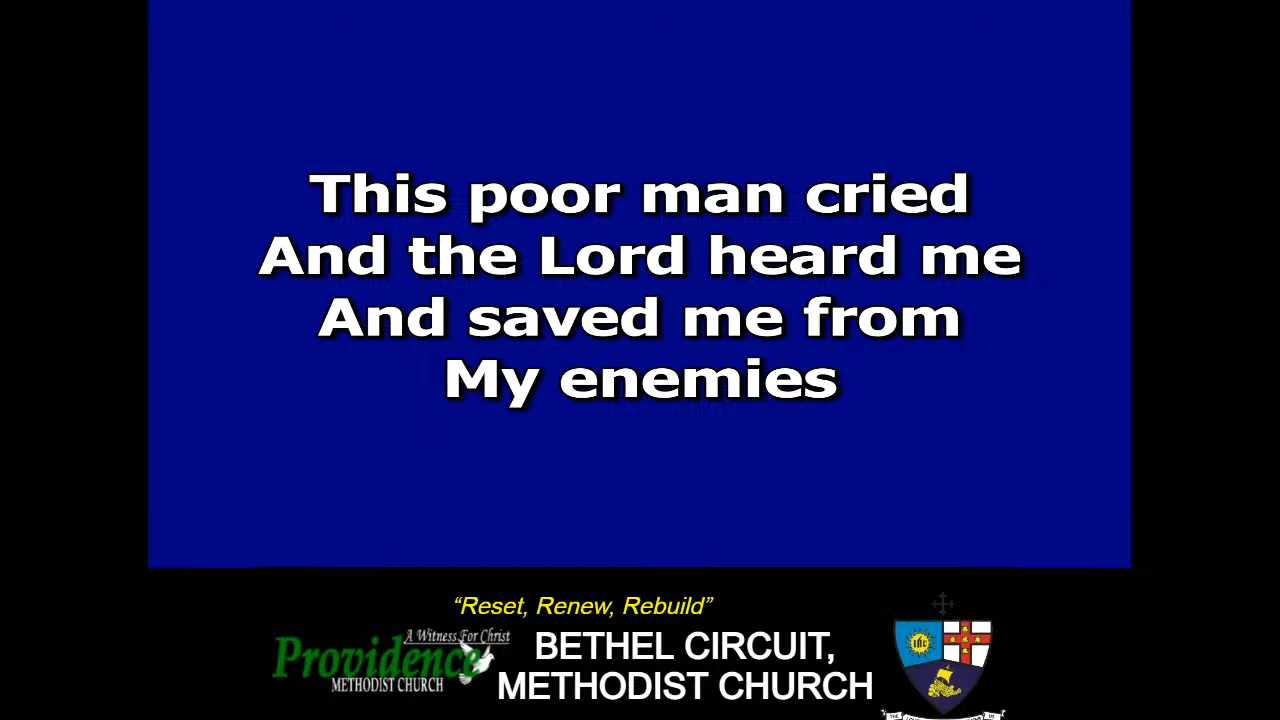 This poor man cried
And the Lord heard me
And saved me from
My enemies
“Reset, Renew, Rebuild”
A Witness For Christ
Providence
METHODIST CHURCH
BETHEL CIRCUIT,
METHODIST CHURCH
THE